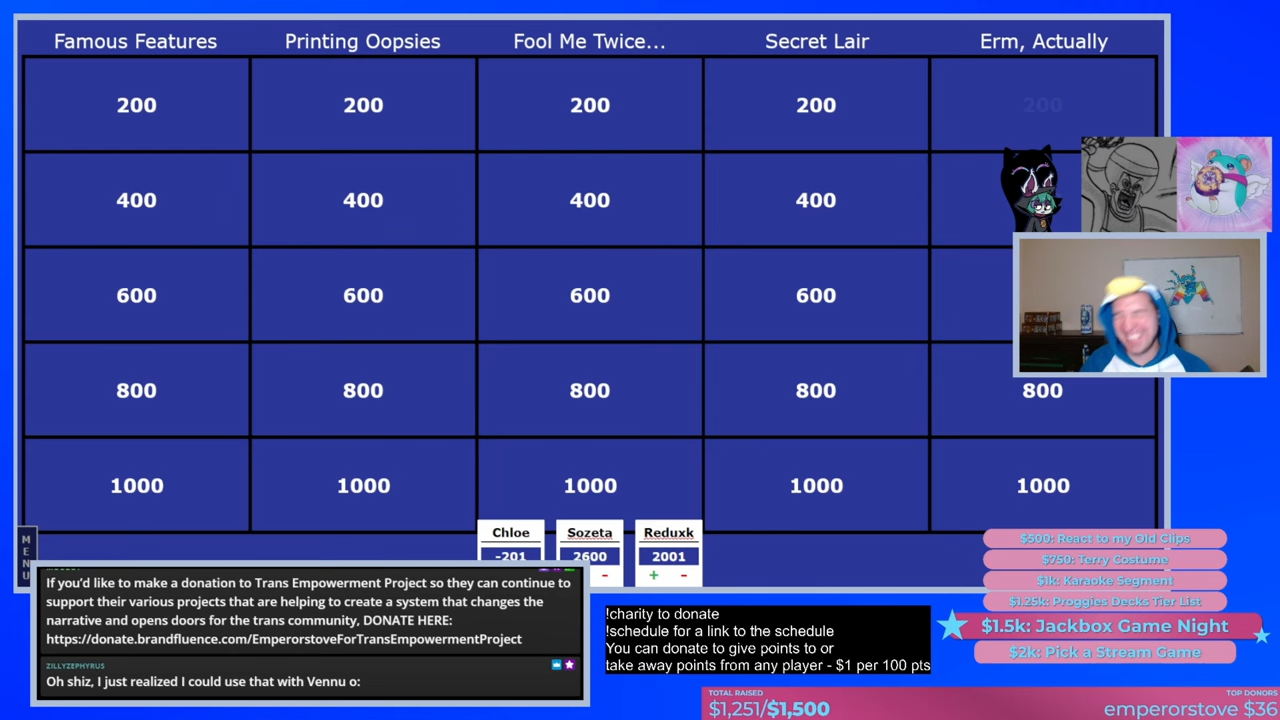 Famous Features
Printing Oopsies
Fool Me Twice...
Secret Lair
Erm, Actually
200
200
200
200
200
400
400
400
400
600
600
600
600
800
800
800
800
800
1000
1000
1000
1000
1000
MENU
Chloe
-201
Sozeta
2600
-
Reduxk
2001
+ -
If you'd like to make a donation to Trans Empowerment Project so they can continue to
support their various projects that are helping to create a system that changes the
narrative and opens doors for the trans community, DONATE HERE:
https://donate.brandfluence.com/EmperorstoveForTransEmpowermentProject
ZILLYZEPHYRUS
Oh shiz, I just realized I could use that with Vennu o:
!charity to donate
!schedule for a link to the schedule
You can donate to give points to or
take away points from any player - $1 per 100 pts
$500: React to my Old Clips
$750: Terry Costume
$1k: Karaoke Segment
$1.25k: Proggies Decks Tier List
$1.5k: Jackbox Game Night
$2k: Pick a Stream Game
TOTAL RAISED
$1,251/$1,500
TOP DONORS
emperorstove $36